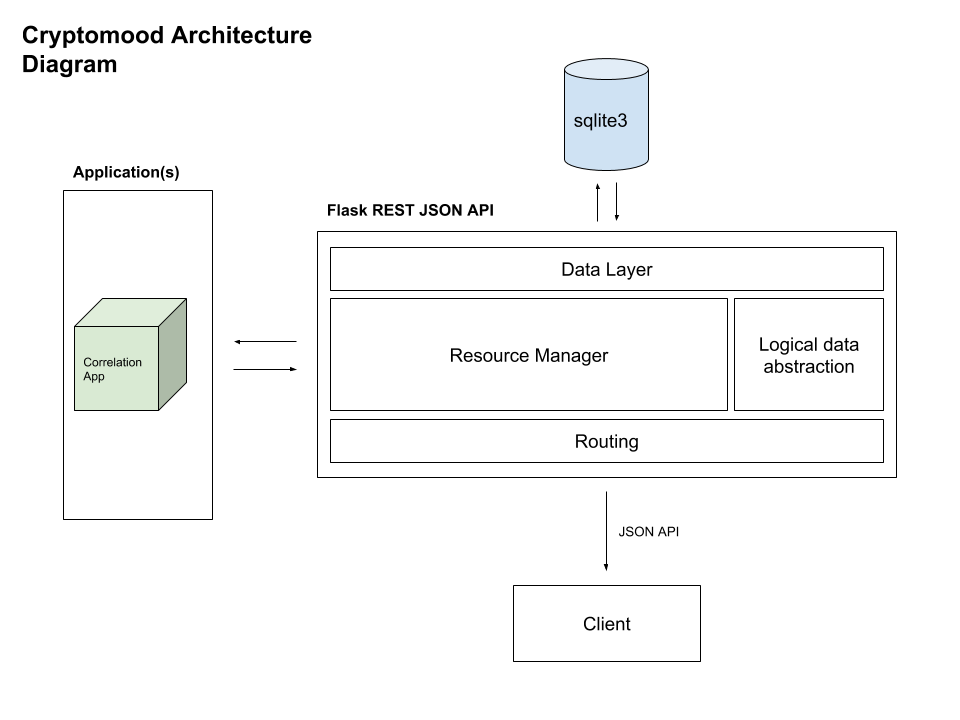 Cryptomood Architecture
Diagram
sqlite3
Application(s)
Flask REST JSON API
Data Layer
Correlation
App
Resource Manager
Logical data
abstraction
Routing
JSON API
Client